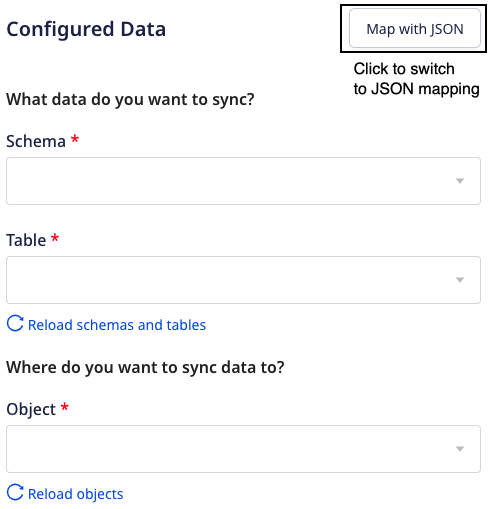 Configured Data
Map with JSON
Click to switch
to JSON mapping
What data do you want to sync?
Schema *
Table *
Reload schemas and tables
Where do you want to sync data to?
Object *
Reload objects